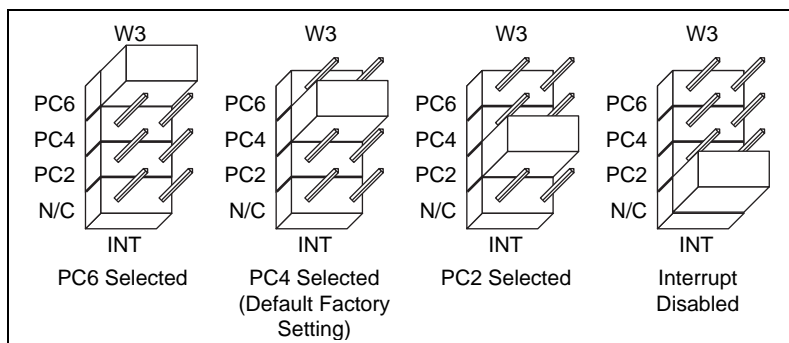 W3
PC6
PC4
PC2
N/C
INT
PC6 Selected
W3
PC6
PC4
PC2
N/C
INT
PC4 Selected
(Default Factory
Setting)
W3
PC6
PC4
PC2
N/C
INT
PC2 Selected
W3
PC6
PC4
PC2
N/C
INT
Interrupt
Disabled